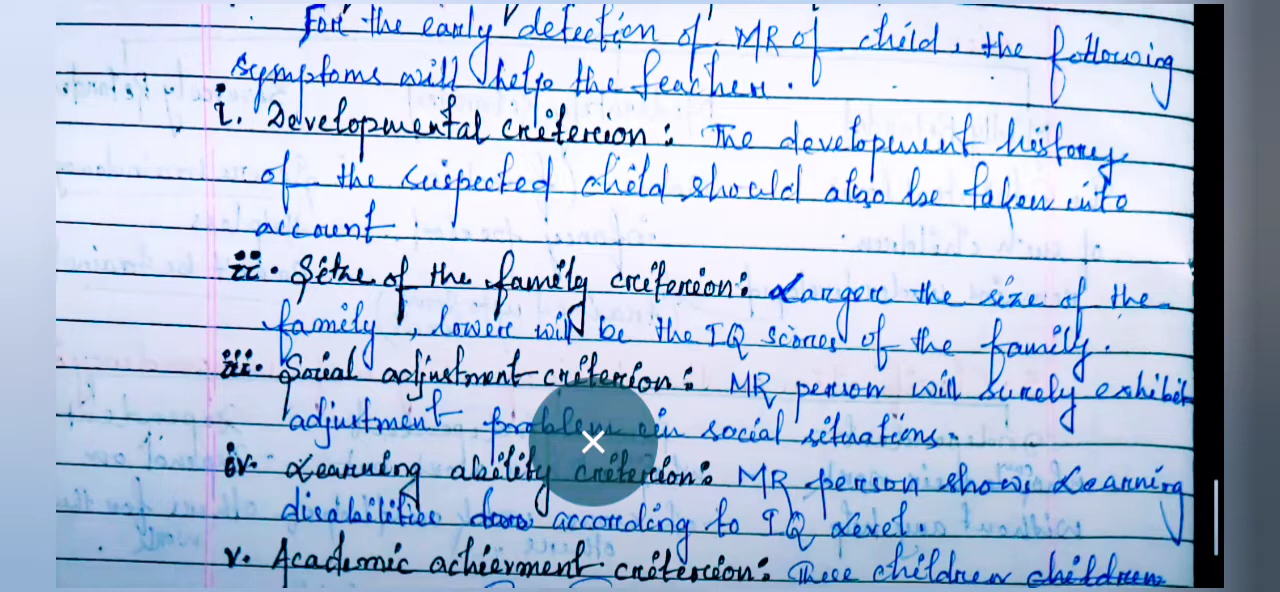 For the early detection of MR of child, the following
symptoms will help the teacher.
i. Developmental criterion : The development history
of the suspected child should also be taken into
account.
ii. Size of the family criterion : Larger the size of the
family, lower will be the IQ scores of the family.
iii. Social adjustment criterion : MR person will surely exhibit
adjustment problem in social situations.
iv. Learning ability criterion : MR person shows Learning
disabilities according to IQ Level.
v. Academic achievment criterion : These children children